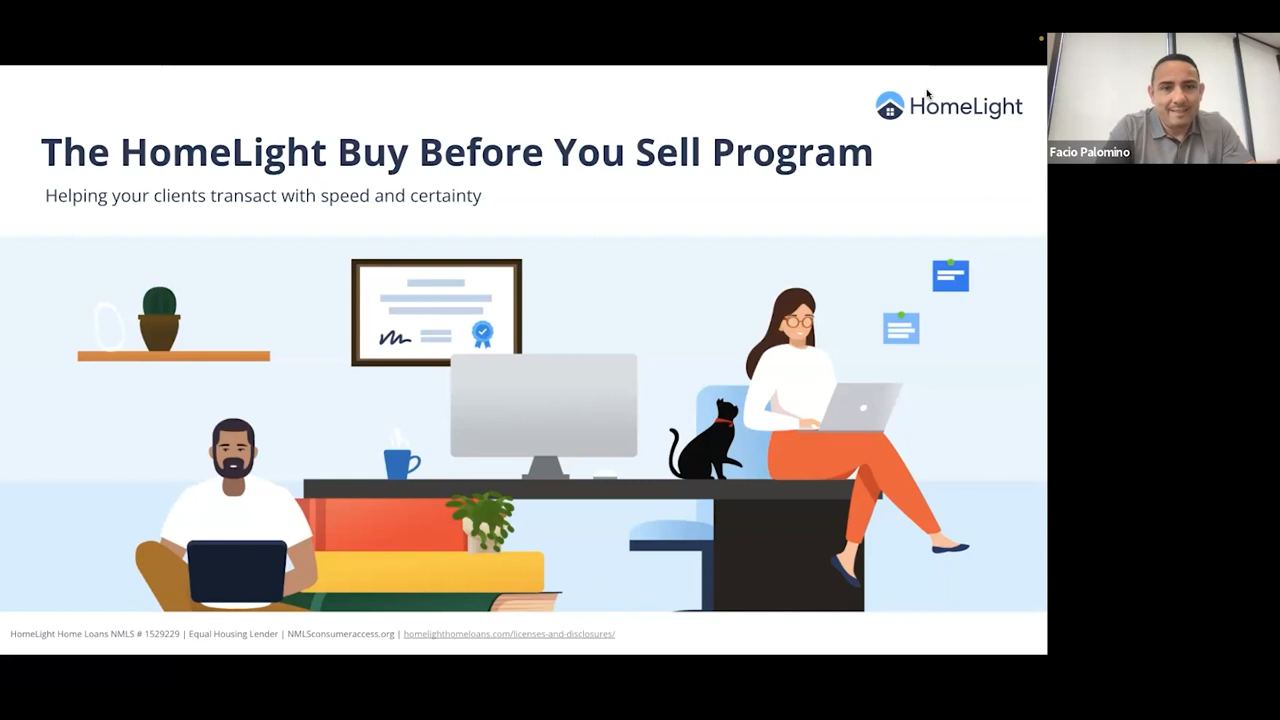 HomeLight
The HomeLight Buy Before You Sell Program
Helping your clients transact with speed and certainty
Facio Palomino
HomeLight Home Loans NMLS # 1529229 | Equal Housing Lender | NMLSconsumeraccess.org | homelighthomeloans.com/licenses-and-disclosures/